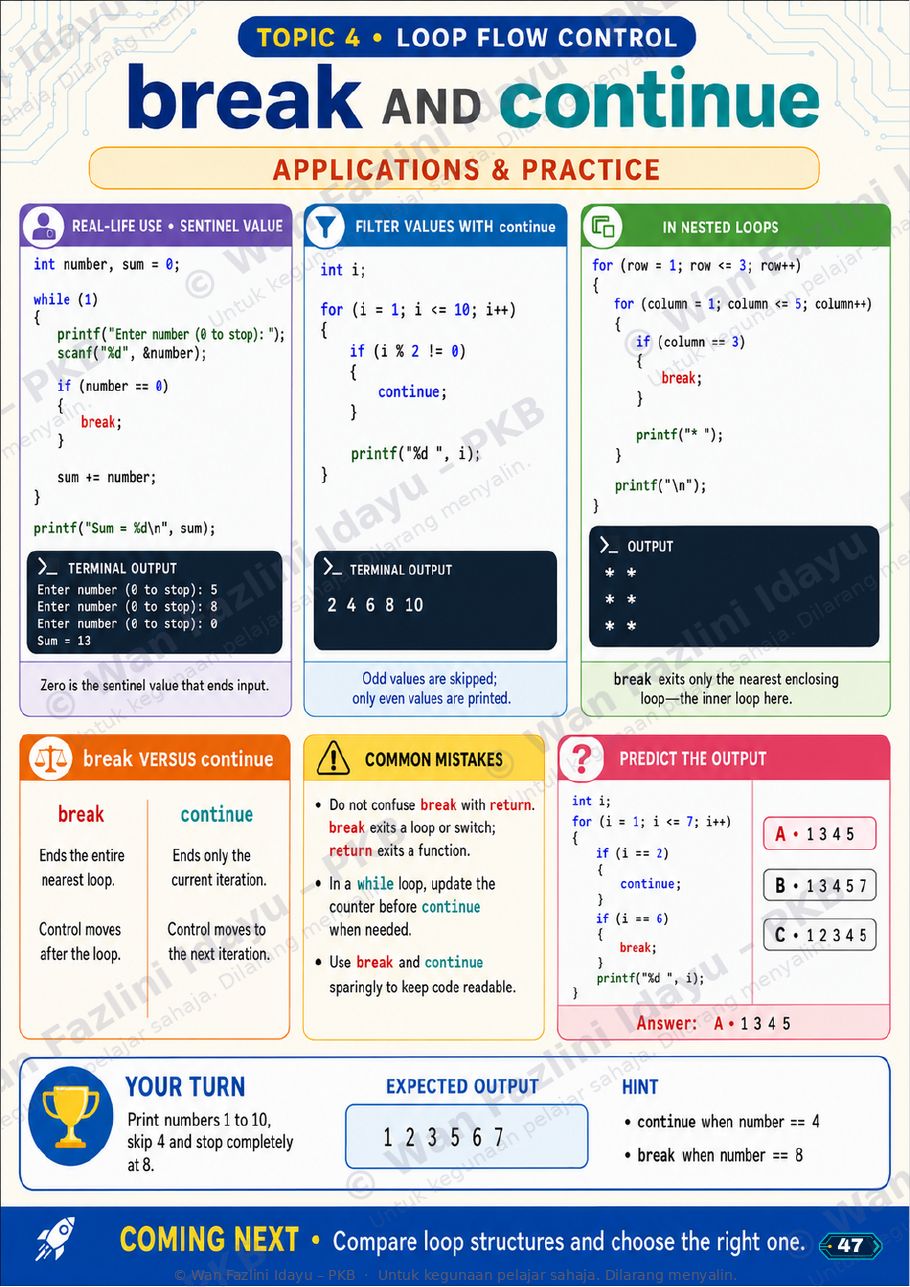 TOPIC 4 • LOOP FLOW CONTROL
break AND continue
APPLICATIONS & PRACTICE
REAL-LIFE USE • SENTINEL VALUE
int number, sum = 0;
while (1)
{
printf("Enter number (0 to stop): ");
scanf("%d", &number);
if (number == 0)
{
break;
}
sum += number;
}
printf("Sum = %d\n", sum);
>_ TERMINAL OUTPUT
Enter number (0 to stop): 5
Enter number (0 to stop): 8
Enter number (0 to stop): 0
Sum = 13
Zero is the sentinel value that ends input.
FILTER VALUES WITH continue
int i;
for (i = 1; i <= 10; i++)
{
if (i % 2 != 0)
{
continue;
}
printf("%d ", i);
}
>_ TERMINAL OUTPUT
2 4 6 8 10
Odd values are skipped;
only even values are printed.
IN NESTED LOOPS
for (row = 1; row <= 3; row++)
{
for (column = 1; column <= 5; column++)
{
if (column == 3)
{
break;
}
printf("* ");
}
printf("\n");
}
>_ OUTPUT
* *
* *
* *
break exits only the nearest enclosing
loop—the inner loop here.
break VERSUS continue
break
Ends the entire
nearest loop.
Control moves
after the loop.
continue
Ends only the
current iteration.
Control moves to
the next iteration.
COMMON MISTAKES
• Do not confuse break with return.
break exits a loop or switch;
return exits a function.
• In a while loop, update the
counter before continue
when needed.
• Use break and continue
sparingly to keep code readable.
? PREDICT THE OUTPUT
int i;
for (i = 1; i <= 7; i++)
{
if (i == 2)
{
continue;
}
if (i == 6)
{
break;
}
printf("%d ", i);
}
A • 1 3 4 5
B • 1 3 4 5 7
C • 1 2 3 4 5
Answer: A • 1 3 4 5
YOUR TURN
Print numbers 1 to 10,
skip 4 and stop completely
at 8.
EXPECTED OUTPUT
1 2 3 5 6 7
HINT
• continue when number == 4
• break when number == 8
COMING NEXT • Compare loop structures and choose the right one.
47
© Wan Fazlini Idayu – PKB · Untuk kegunaan pelajar sahaja. Dilarang menyalin.
© Wan Fazlini Idayu – PKB
Untuk kegunaan pelajar sahaja. Dilarang menyalin.